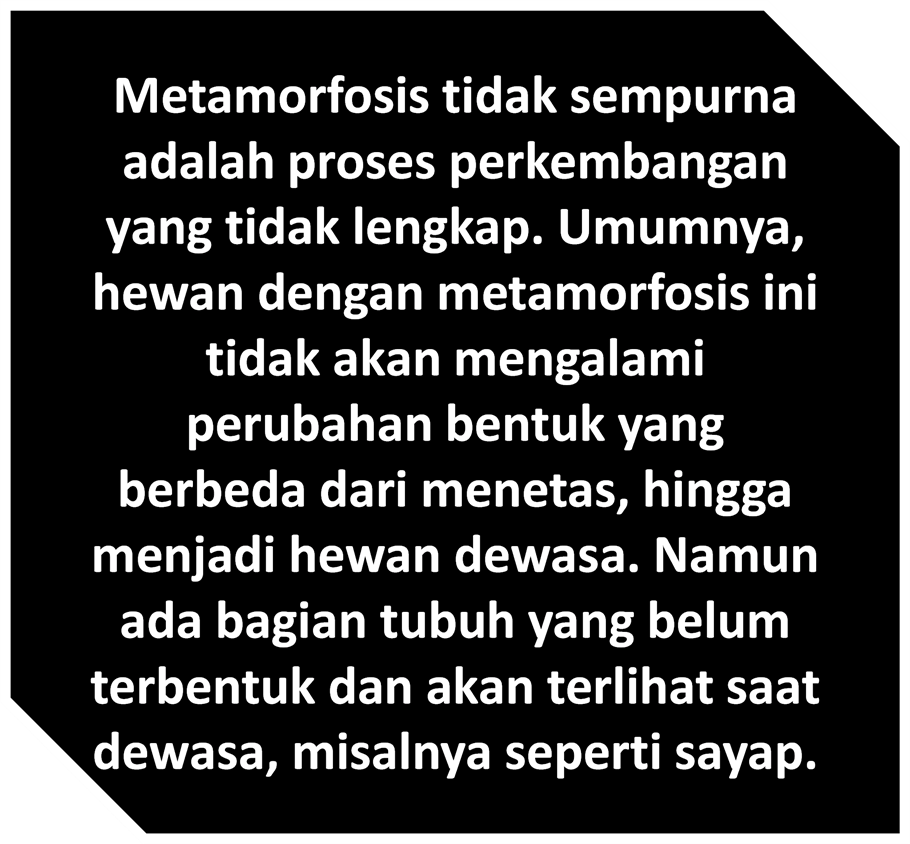 Metamorfosis tidak sempurna
adalah proses perkembangan
yang tidak lengkap. Umumnya,
hewan dengan metamorfosis ini
tidak akan mengalami
perubahan bentuk yang
berbeda dari menetas, hingga
menjadi hewan dewasa. Namun
ada bagian tubuh yang belum
terbentuk dan akan terlihat saat
dewasa, misalnya seperti sayap.